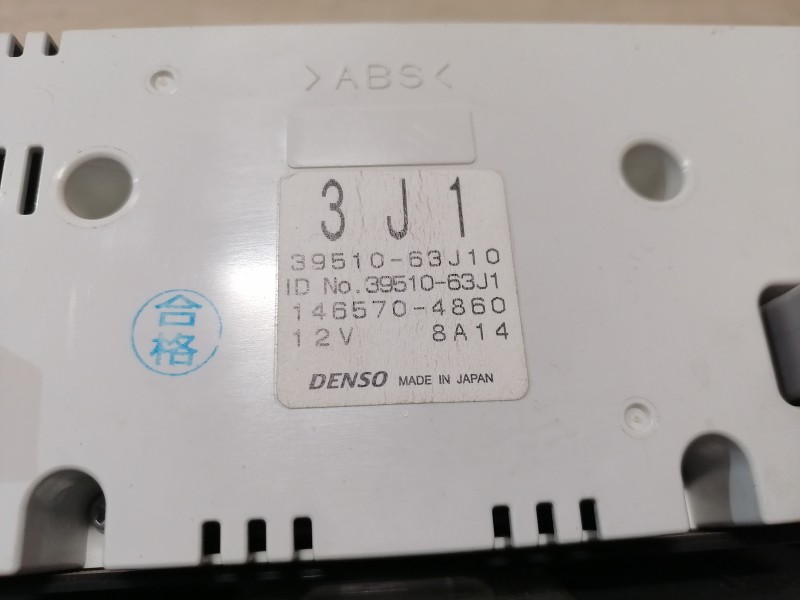 >ABS<
3 J 1
39510-63J10
ID No.39510-63J1
146570-4860
12V 8A14
DENSO MADE IN JAPAN
合格